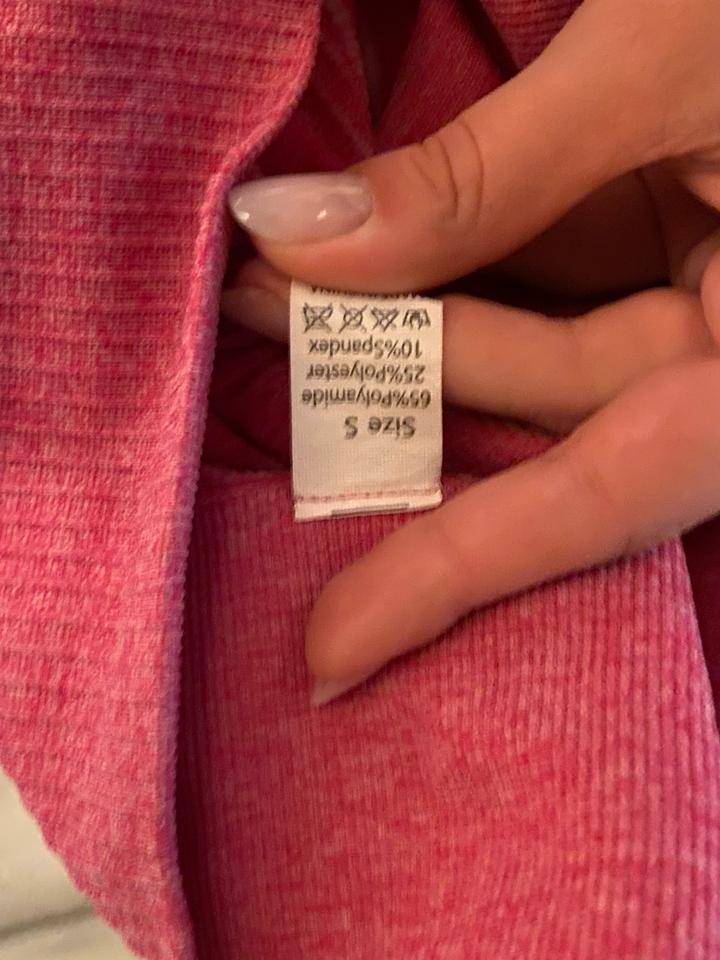 Size S
65%Polyamide
25%Polyester
10%Spandex